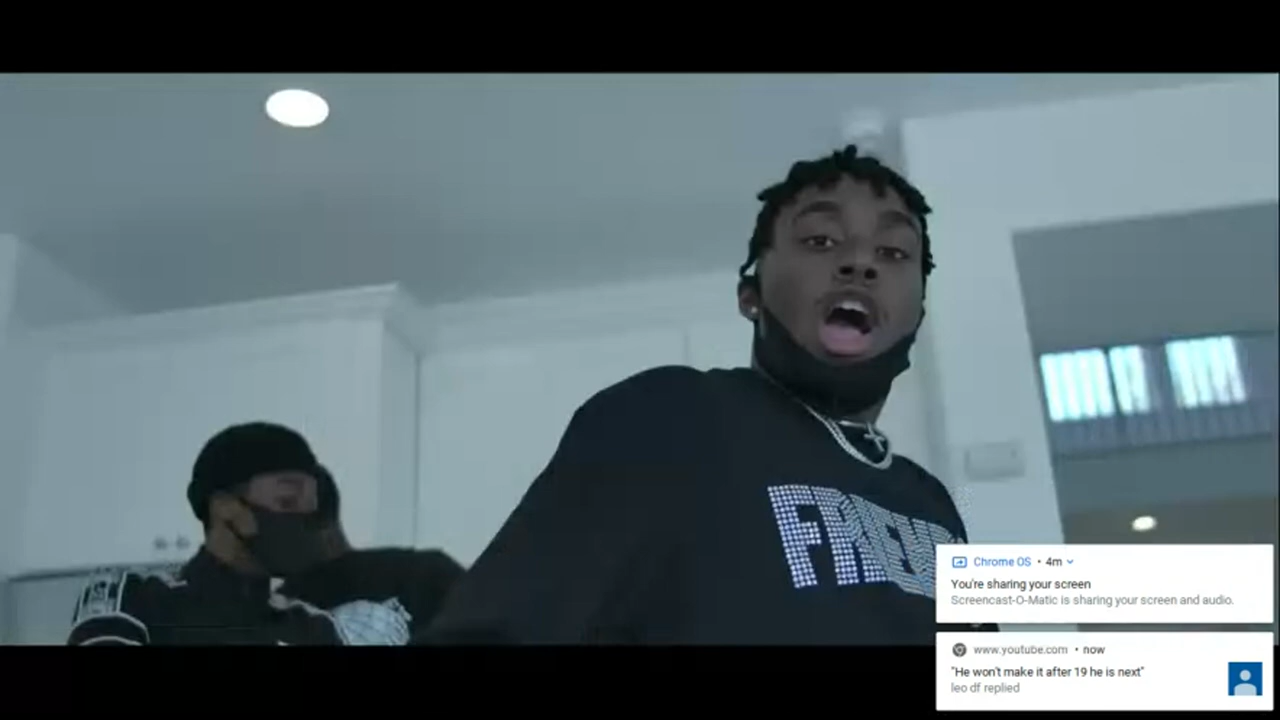 FRIEN
Chrome OS • 4m
You're sharing your screen
Screencast-O-Matic is sharing your screen and audio.
www.youtube.com • now
"He won't make it after 19 he is next"
leo df replied